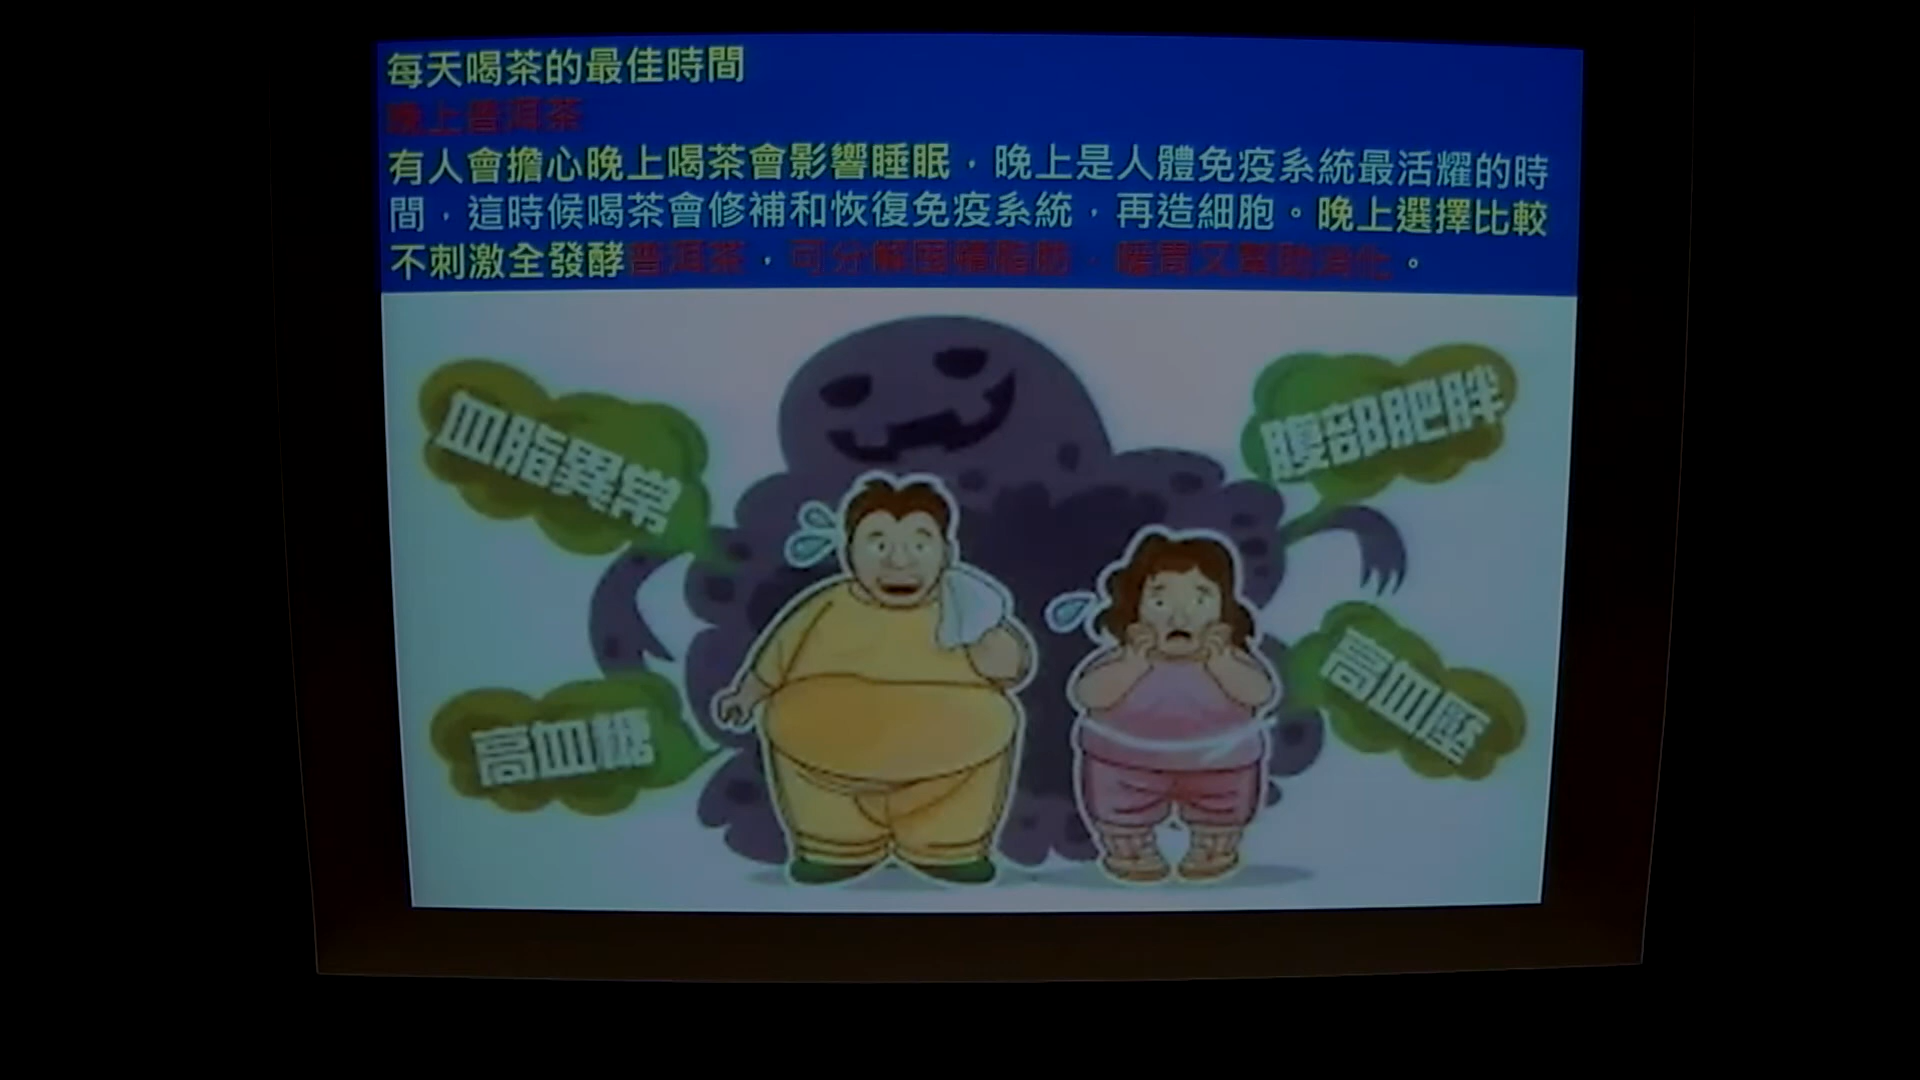 每天喝茶的最佳時間
晚上普洱茶
有人會擔心晚上喝茶會影響睡眠，晚上是人體免疫系統最活耀的時
間，這時候喝茶會修補和恢復免疫系統，再造細胞。晚上選擇比較
不刺激全發酵普洱茶，可分解囤積脂肪，暖胃又幫助消化。
血脂異常
腹部肥胖
高血糖
高血壓